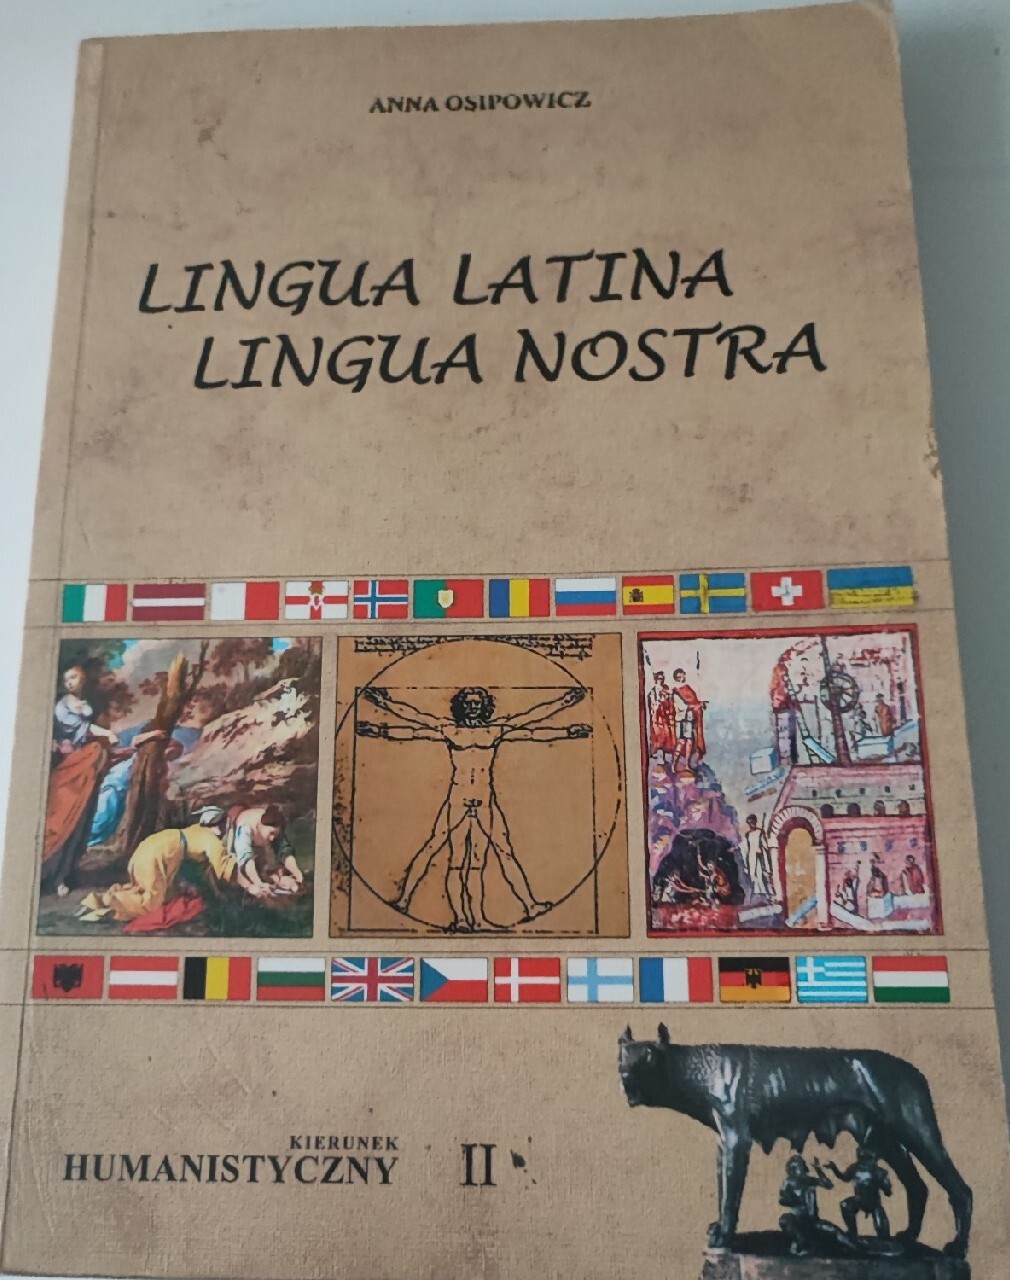 ANNA OSIPOWICZ
LINGUA LATINA
LINGUA NOSTRA
KIERUNEK
HUMANISTYCZNY II